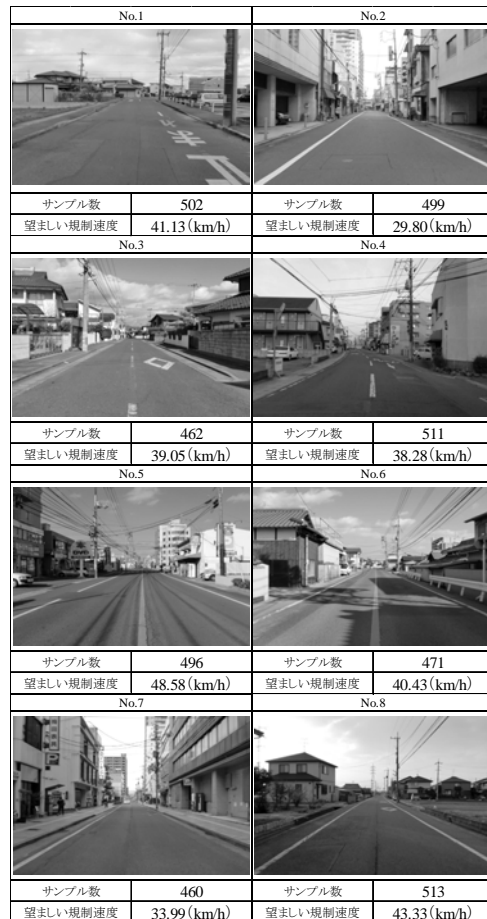 No.1 No.2
サンプル数 502 サンプル数 499
望ましい規制速度 41.13(km/h) 望ましい規制速度 29.80(km/h)
No.3 No.4
サンプル数 462 サンプル数 511
望ましい規制速度 39.05(km/h) 望ましい規制速度 38.28(km/h)
No.5 No.6
サンプル数 496 サンプル数 471
望ましい規制速度 48.58(km/h) 望ましい規制速度 40.43(km/h)
No.7 No.8
サンプル数 460 サンプル数 513
望ましい規制速度 33.99(km/h) 望ましい規制速度 43.33(km/h)